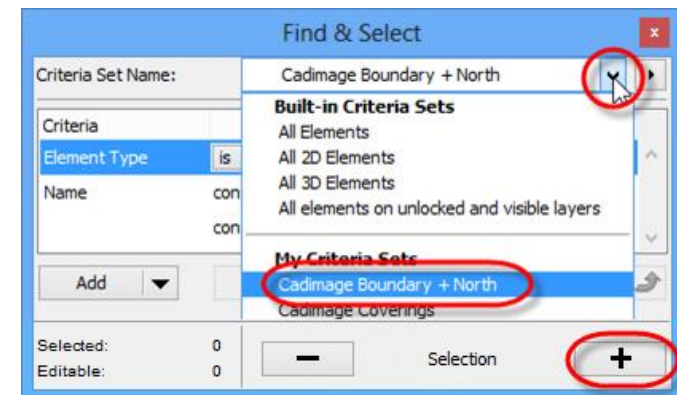 Find & Select
x
Criteria Set Name:
Cadimage Boundary + North
Built-in Criteria Sets
Criteria
All Elements
Element Type
is
All 2D Elements
All 3D Elements
Name
con
All elements on unlocked and visible layers
con
My Criteria Sets
Add
Cadimage Boundary + North
Cadimage Coverings
Selected: 0
Editable: 0
Selection